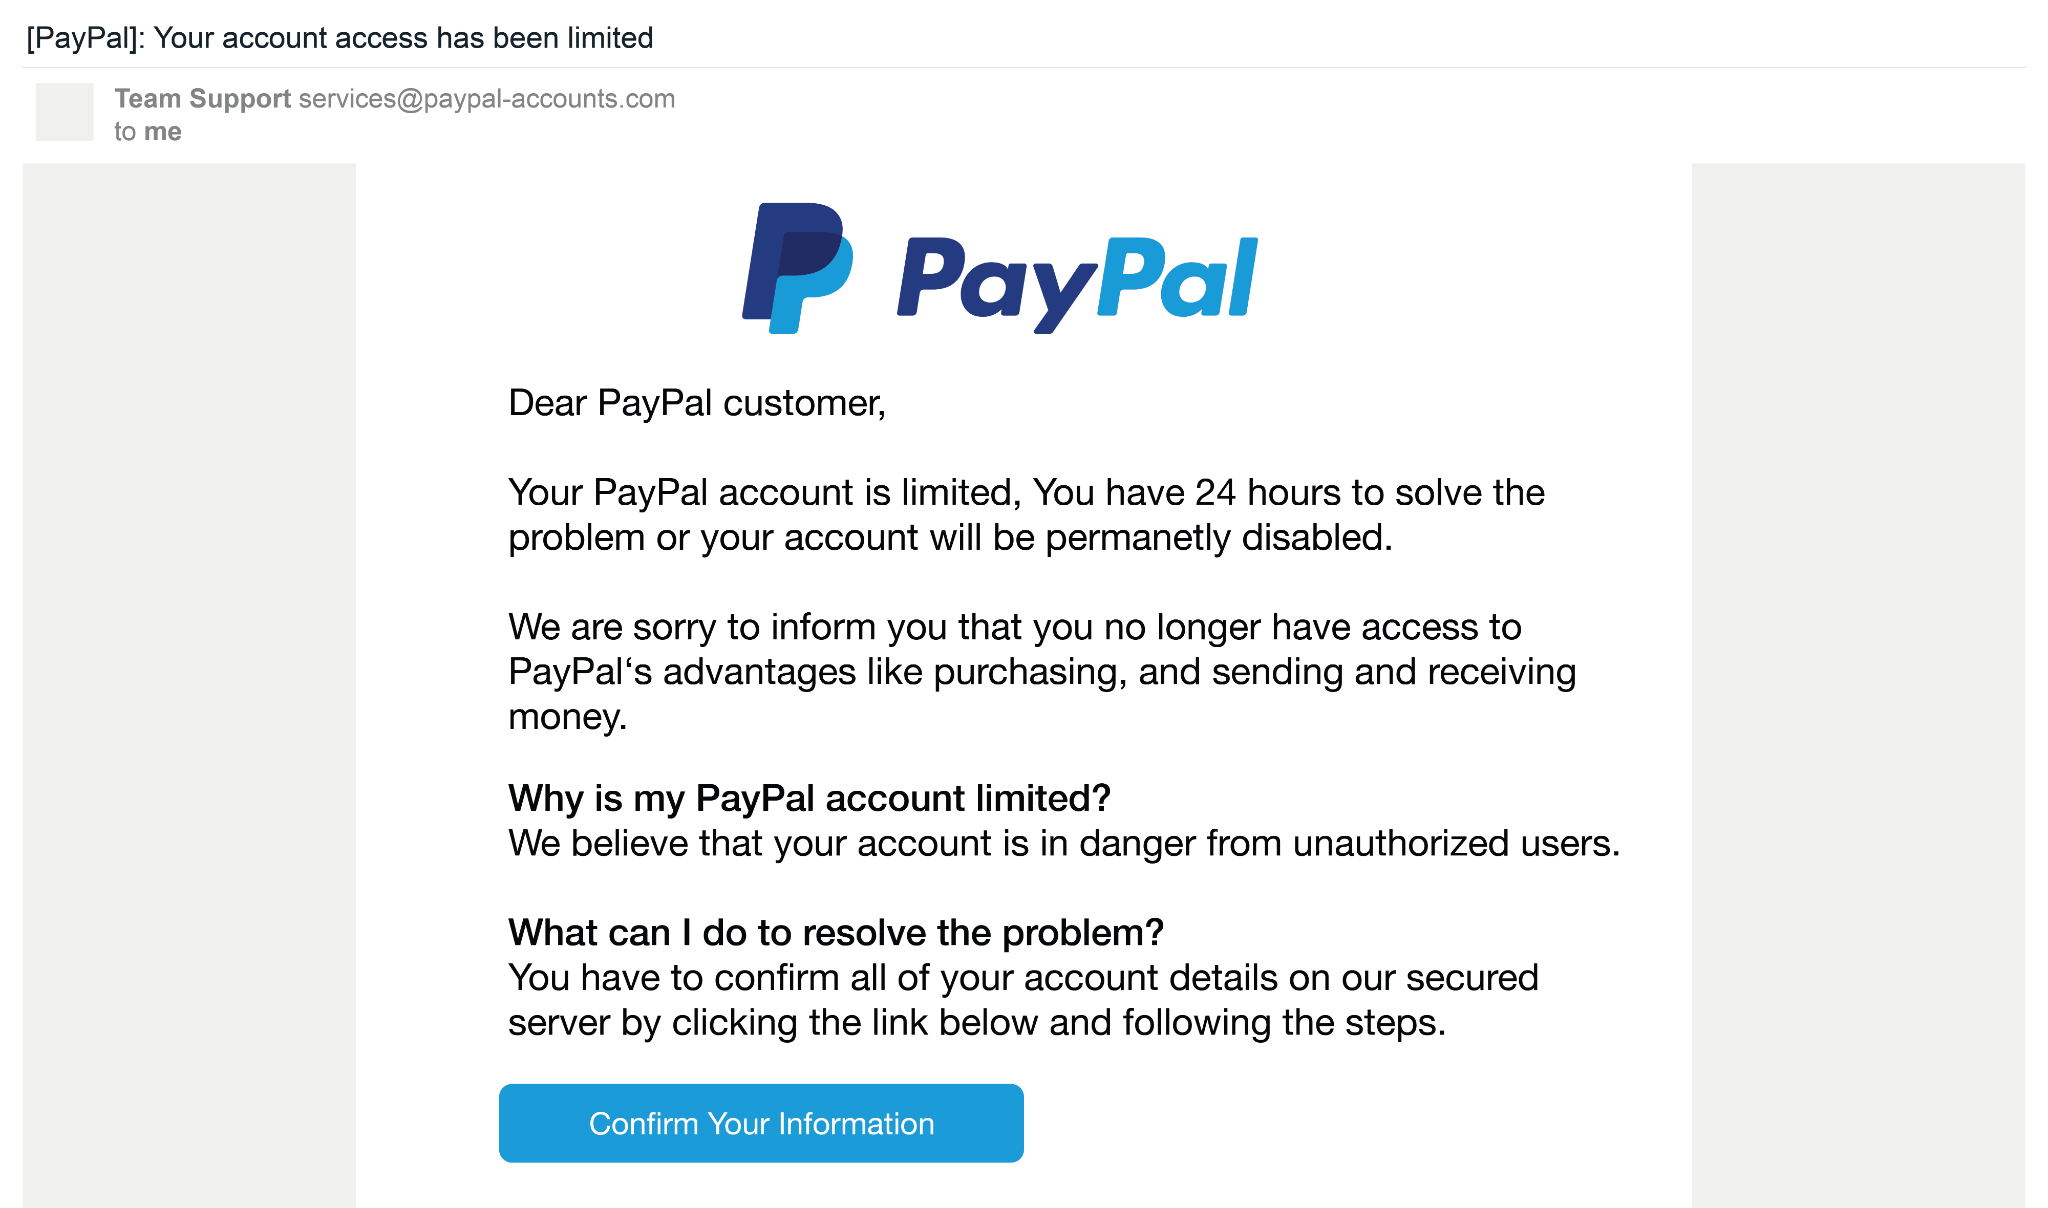 [PayPal]: Your account access has been limited
Team Support services@paypal-accounts.com
to me
PayPal
Dear PayPal customer,
Your PayPal account is limited, You have 24 hours to solve the
problem or your account will be permanetly disabled.
We are sorry to inform you that you no longer have access to
PayPal‘s advantages like purchasing, and sending and receiving
money.
Why is my PayPal account limited?
We believe that your account is in danger from unauthorized users.
What can I do to resolve the problem?
You have to confirm all of your account details on our secured
server by clicking the link below and following the steps.
Confirm Your Information